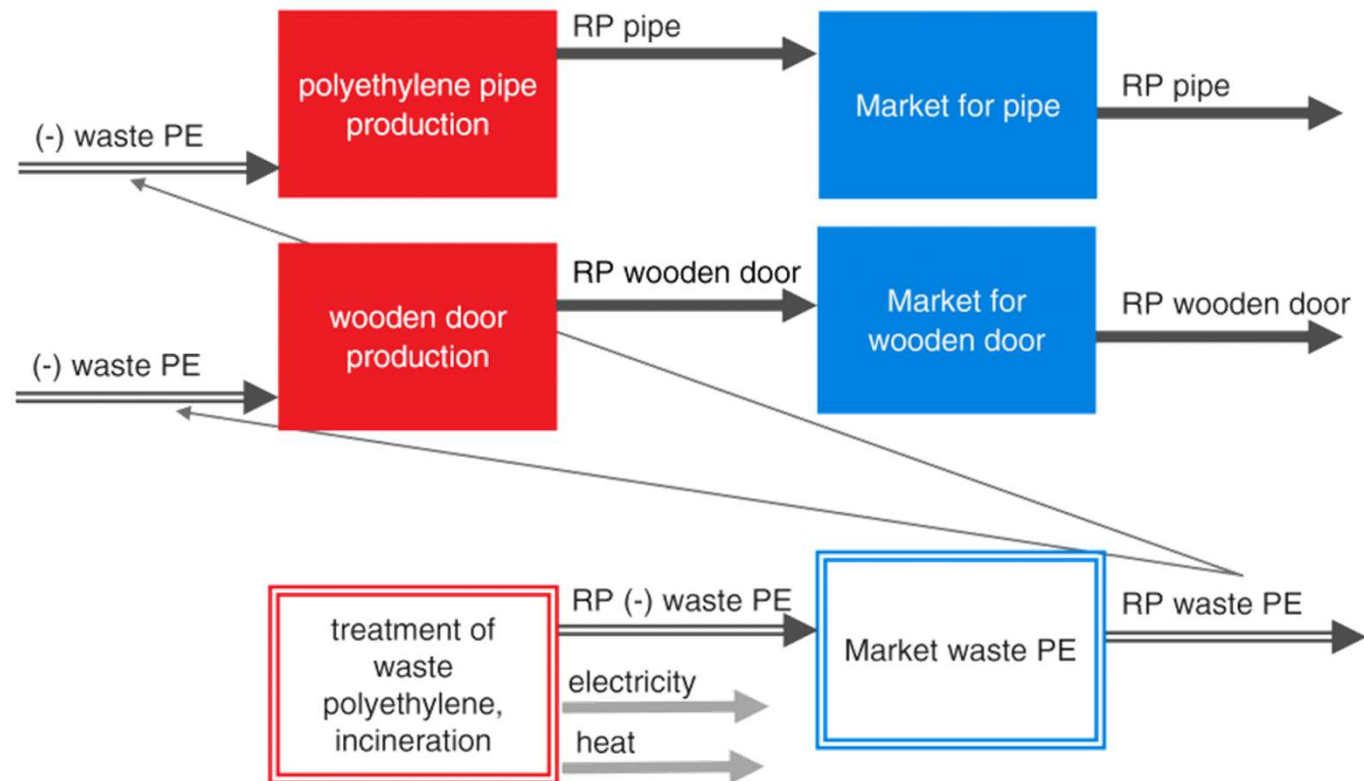 RP pipe
polyethylene pipe
production
Market for pipe
RP pipe
(-) waste PE
RP wooden door
wooden door
production
Market for
wooden door
RP wooden door
(-) waste PE
treatment of
waste
polyethylene,
incineration
RP (-) waste PE
electricity
heat
Market waste PE
RP waste PE